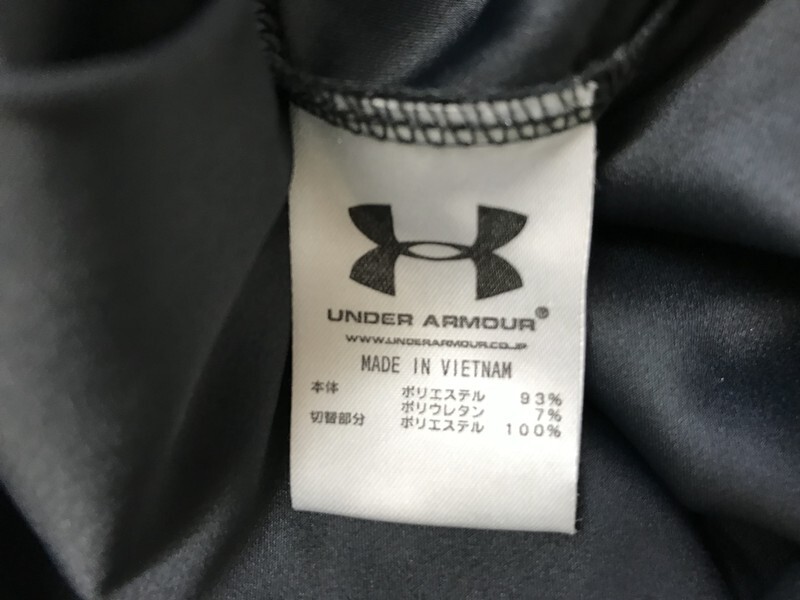 UNDER ARMOUR®
WWW.UNDERARMOUR.CO.JP
MADE IN VIETNAM
本体 ポリエステル 93%
ポリウレタン 7%
切替部分 ポリエステル 100%